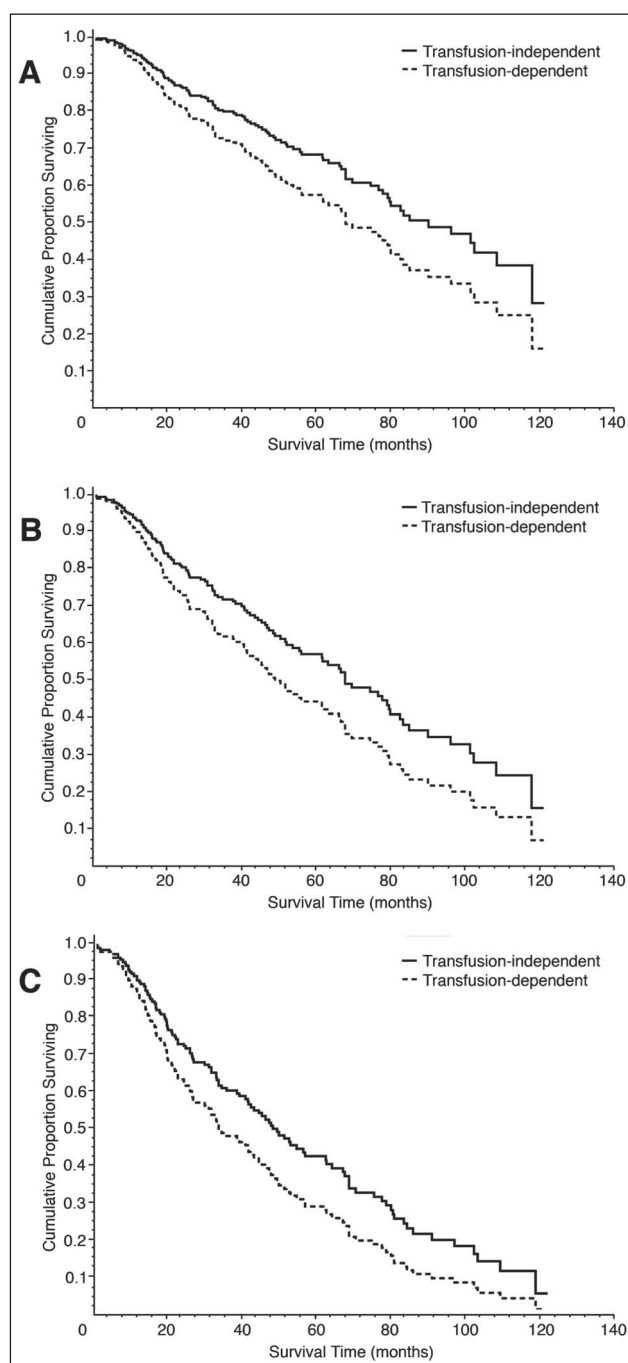 A
Transfusion-independent
Transfusion-dependent
Cumulative Proportion Surviving
1.0
0.9
0.8
0.7
0.6
0.5
0.4
0.3
0.2
0.1
0 20 40 60 80 100 120 140
Survival Time (months)
B
Transfusion-independent
Transfusion-dependent
Cumulative Proportion Surviving
1.0
0.9
0.8
0.7
0.6
0.5
0.4
0.3
0.2
0.1
0 20 40 60 80 100 120 140
Survival Time (months)
C
Transfusion-independent
Transfusion-dependent
Cumulative Proportion Surviving
1.0
0.9
0.8
0.7
0.6
0.5
0.4
0.3
0.2
0.1
0 20 40 60 80 100 120 140
Survival Time (months)